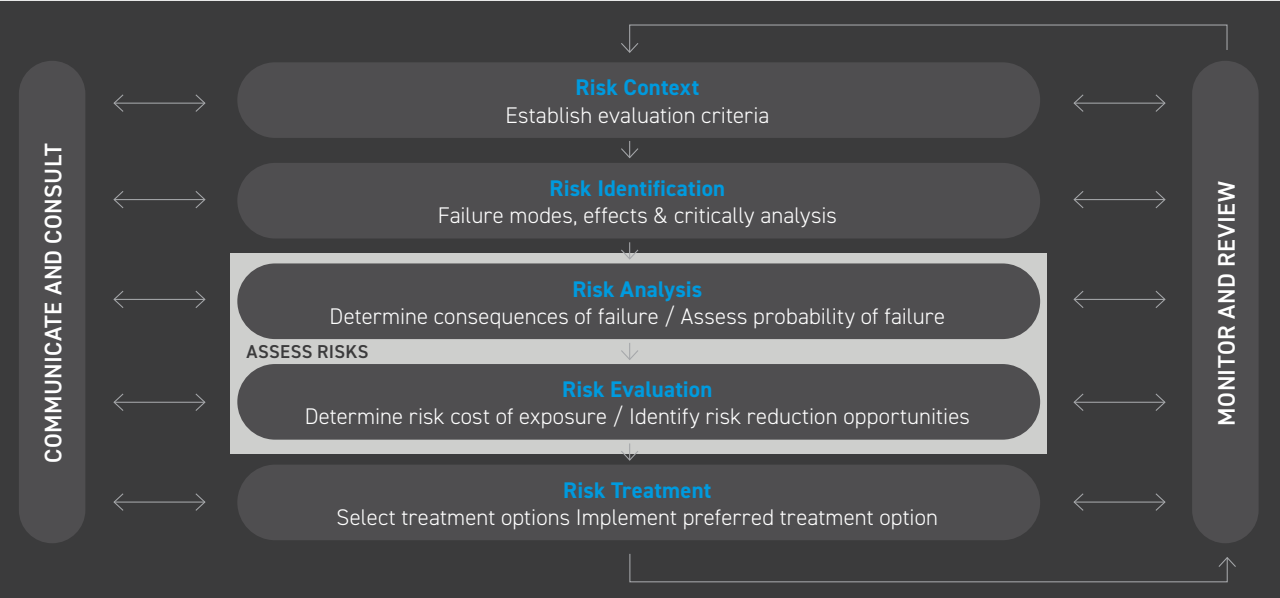 COMMUNICATE AND CONSULT
Risk Context
Establish evaluation criteria
Risk Identification
Failure modes, effects & critically analysis
Risk Analysis
Determine consequences of failure / Assess probability of failure
ASSESS RISKS
Risk Evaluation
Determine risk cost of exposure / Identify risk reduction opportunities
Risk Treatment
Select treatment options Implement preferred treatment option
MONITOR AND REVIEW